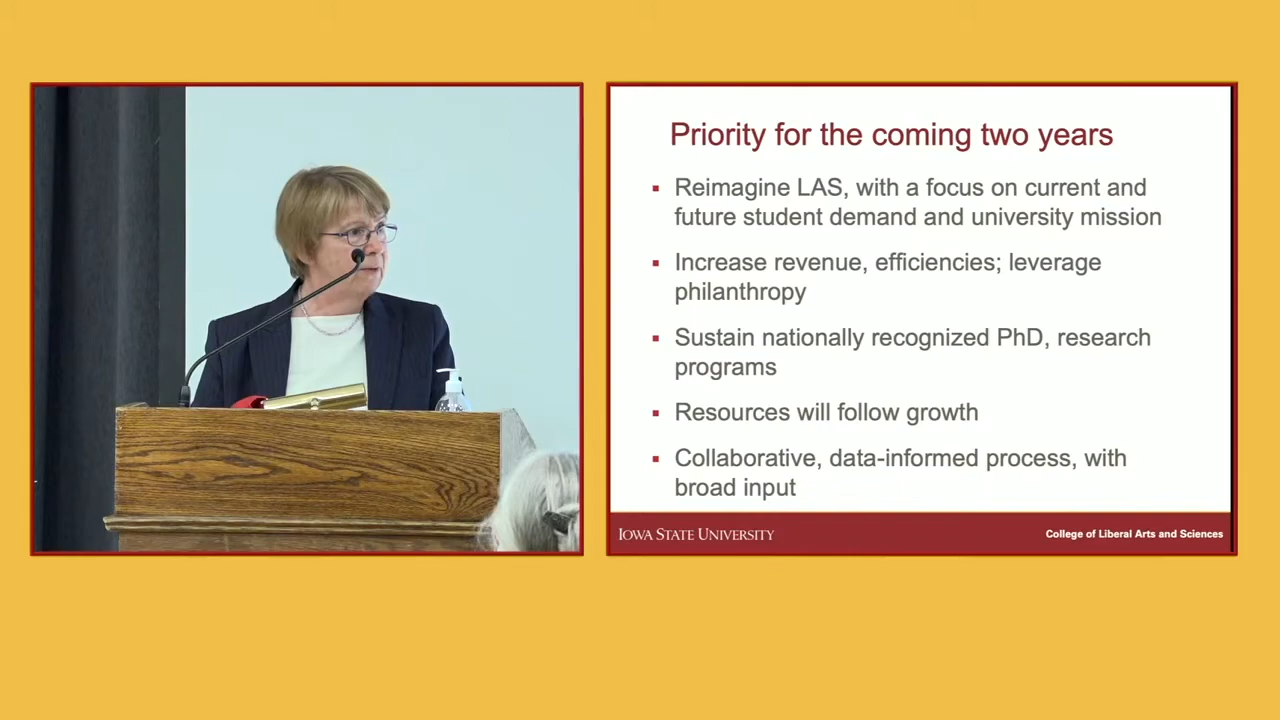 Priority for the coming two years
Reimagine LAS, with a focus on current and
future student demand and university mission
Increase revenue, efficiencies; leverage
philanthropy
Sustain nationally recognized PhD, research
programs
Resources will follow growth
Collaborative, data-informed process, with
broad input
IOWA STATE UNIVERSITY
College of Liberal Arts and Sciences